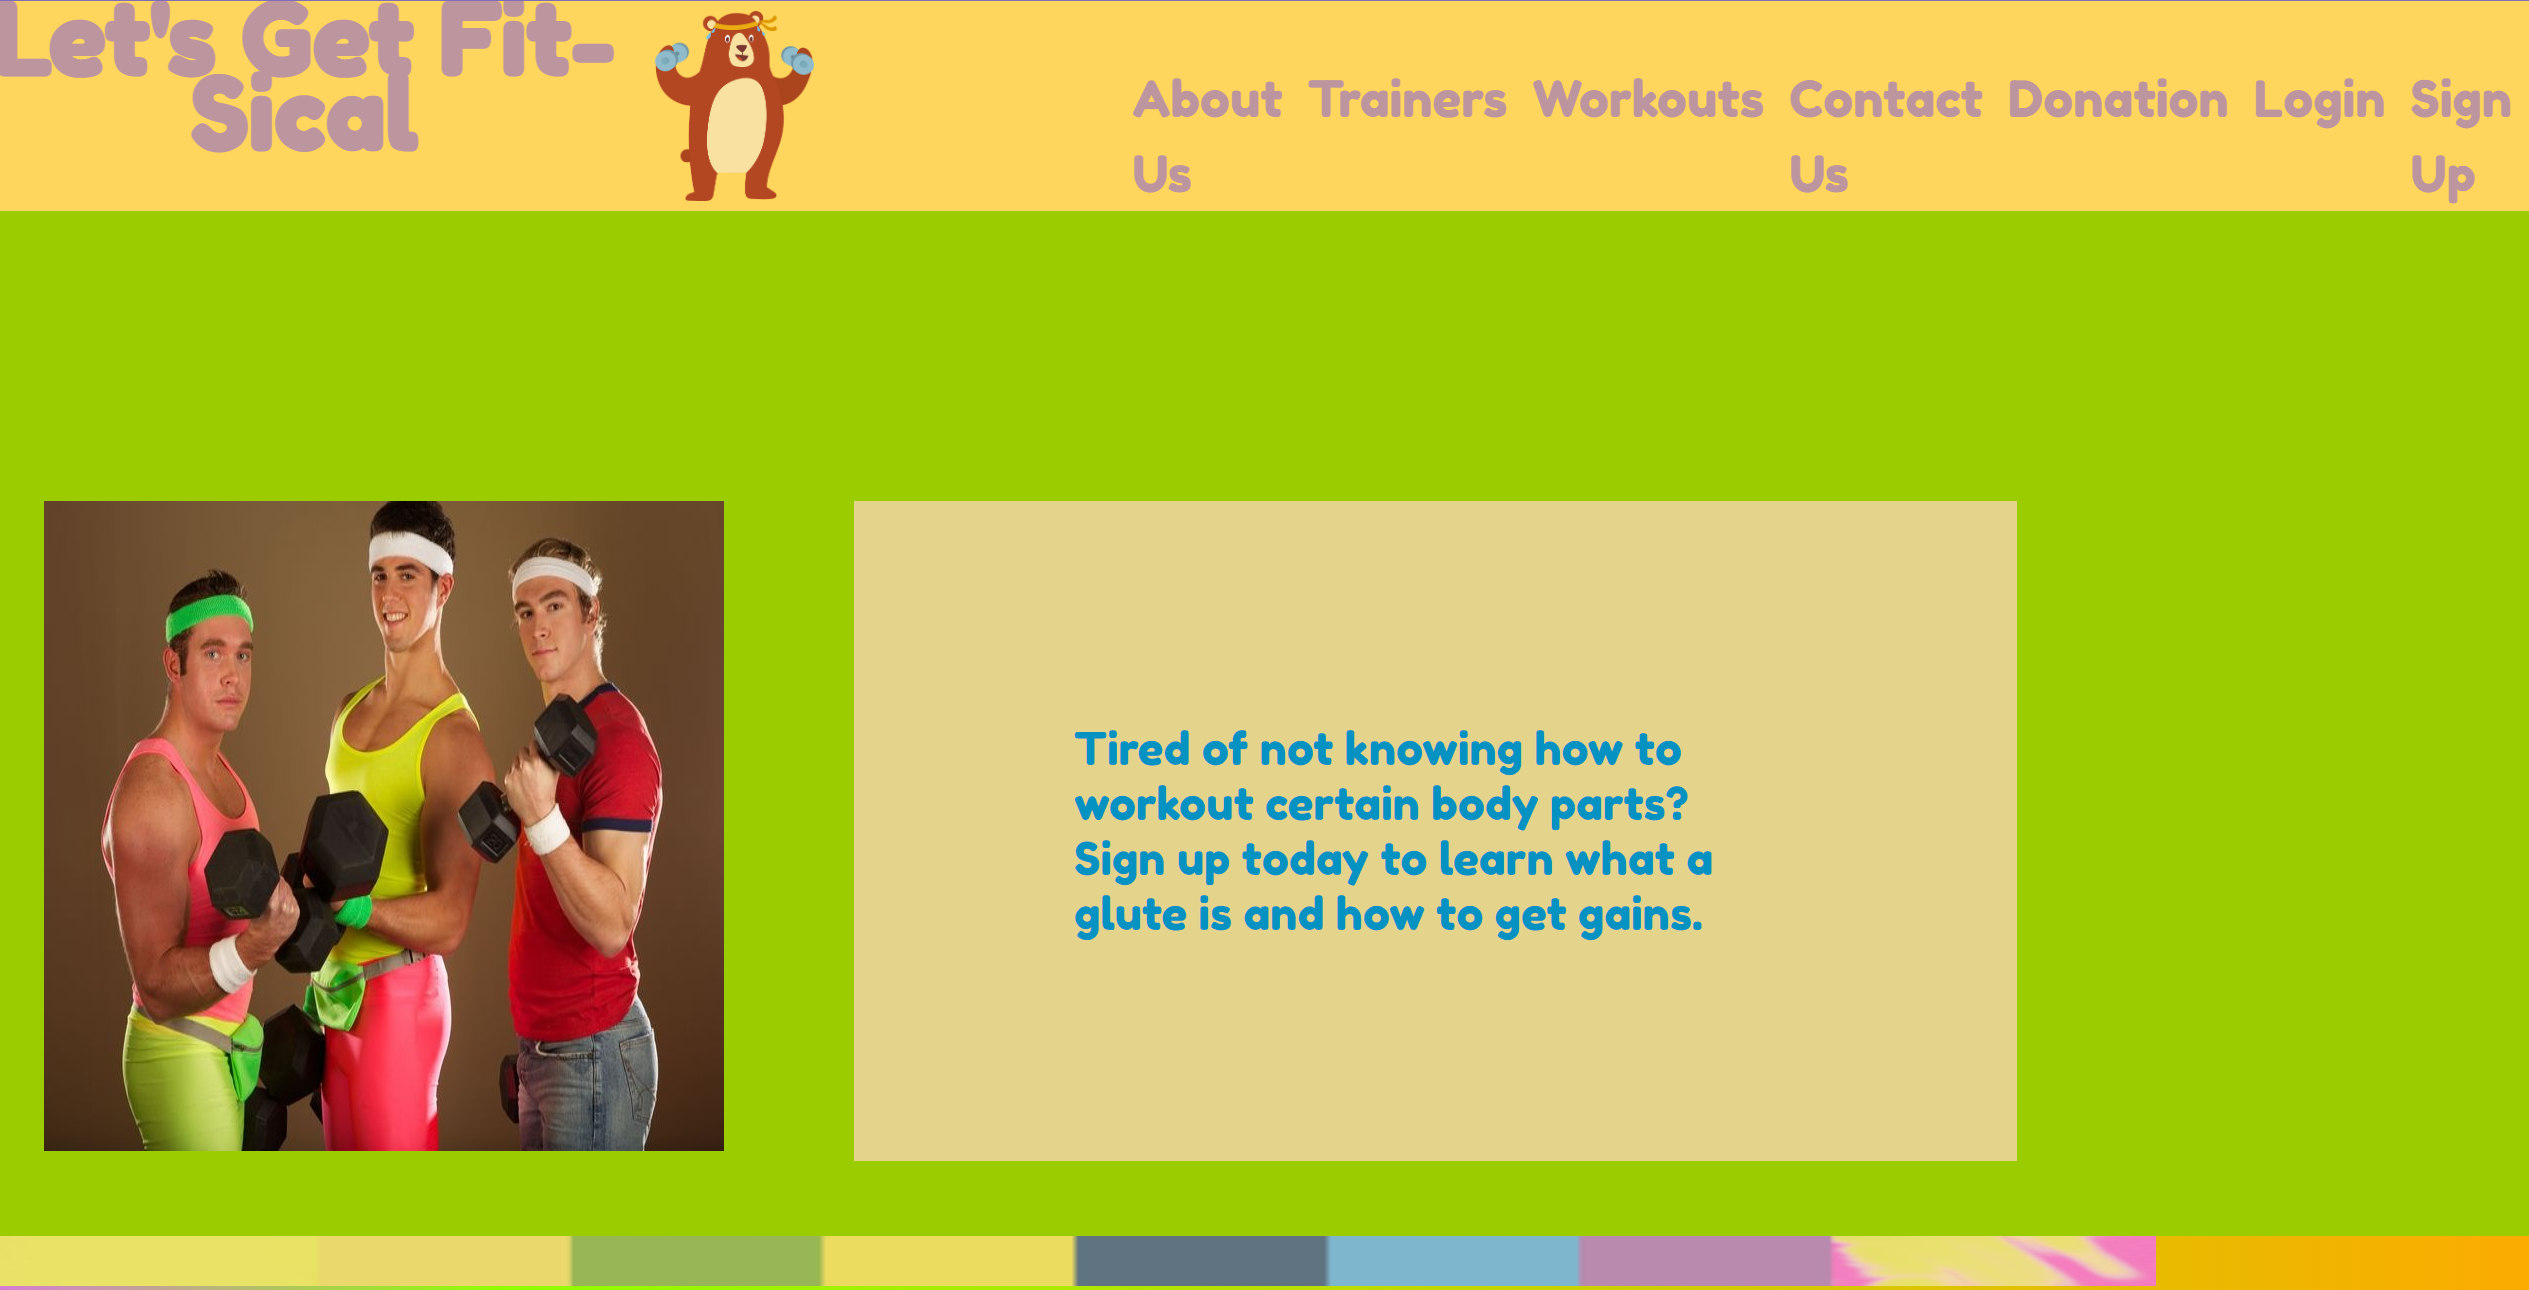 Let's Get Fit-
Sical
About Trainers Workouts Contact Donation Login Sign
Us Us Up
Tired of not knowing how to
workout certain body parts?
Sign up today to learn what a
glute is and how to get gains.